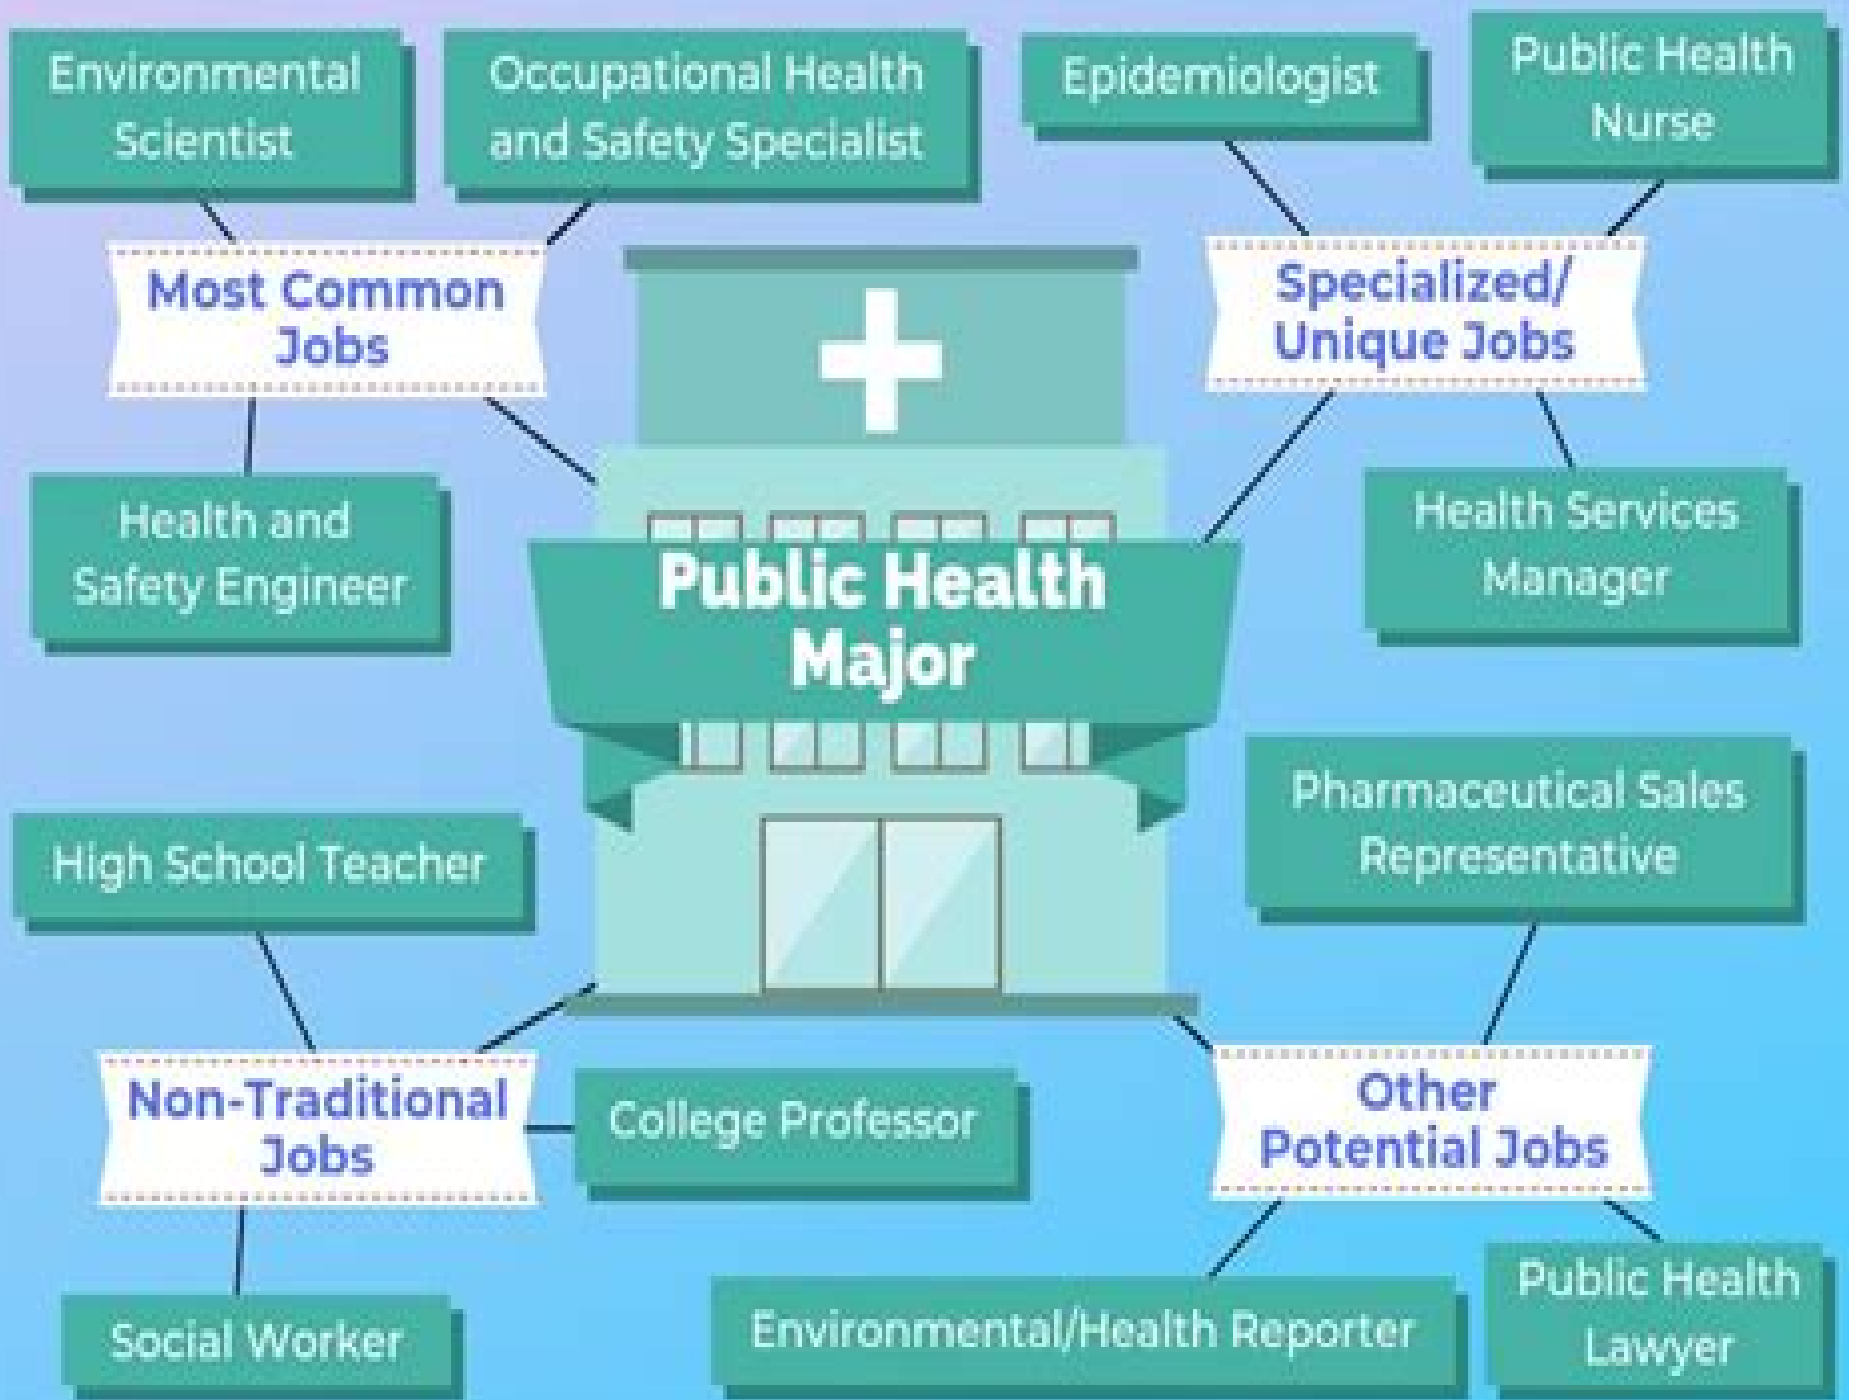 Environmental
Scientist
Occupational Health
and Safety Specialist
Epidemiologist
Public Health
Nurse
Most Common
Jobs
Specialized/
Unique Jobs
Health and
Safety Engineer
Health Services
Manager
Public Health
Major
High School Teacher
Pharmaceutical Sales
Representative
Non-Traditional
Jobs
College Professor
Other
Potential Jobs
Social Worker
Environmental/Health Reporter
Public Health
Lawyer